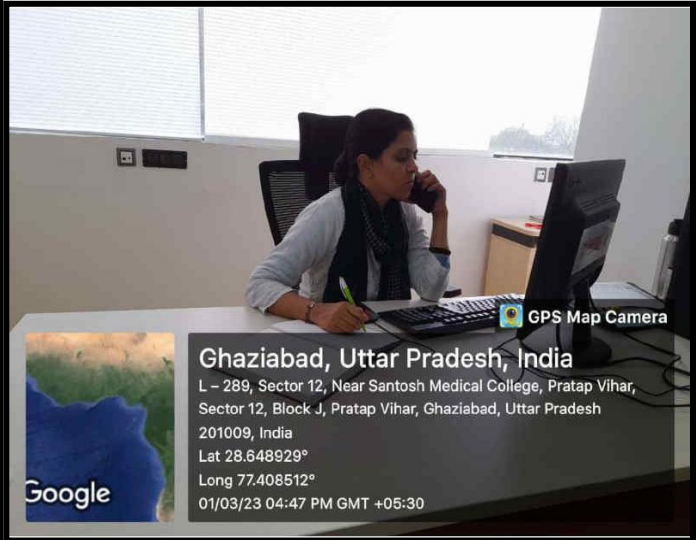 GPS Map Camera
Ghaziabad, Uttar Pradesh, India
L – 289, Sector 12, Near Santosh Medical College, Pratap Vihar,
Sector 12, Block J, Pratap Vihar, Ghaziabad, Uttar Pradesh
201009, India
Lat 28.648929°
Long 77.408512°
01/03/23 04:47 PM GMT +05:30
Google